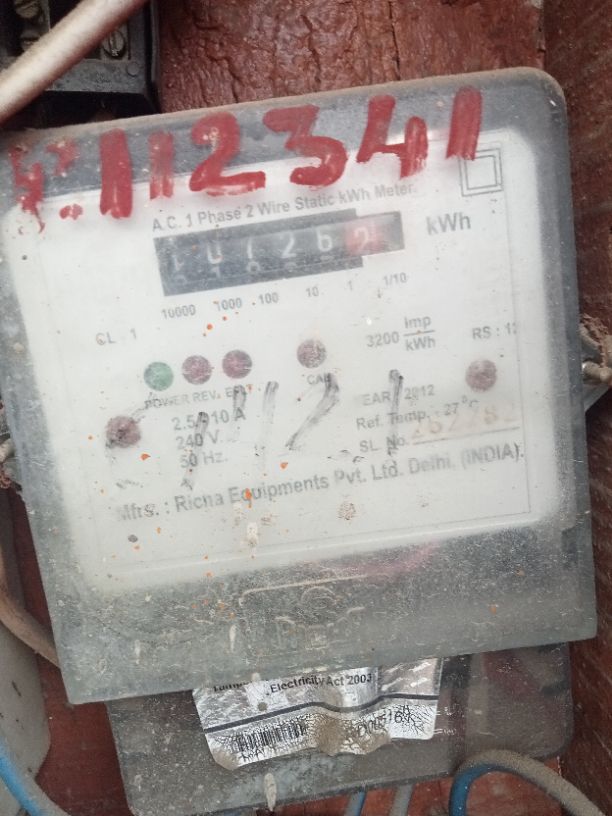 112341
A.C. 1 Phase 2 Wire Static kWh Meter
kWh
10000 1000 100 10 1 1/10
CL. 1
3200 Imp/kWh
RS : 1
POWER REV. E/LT
CAL
2.5-10 A
240 V
50 Hz.
YEAR : 2012
Ref. Temp. : 27°C
SL. No.
Mfrs. : Richa Equipments Pvt. Ltd. Delhi, (INDIA).
Electricity Act 2003